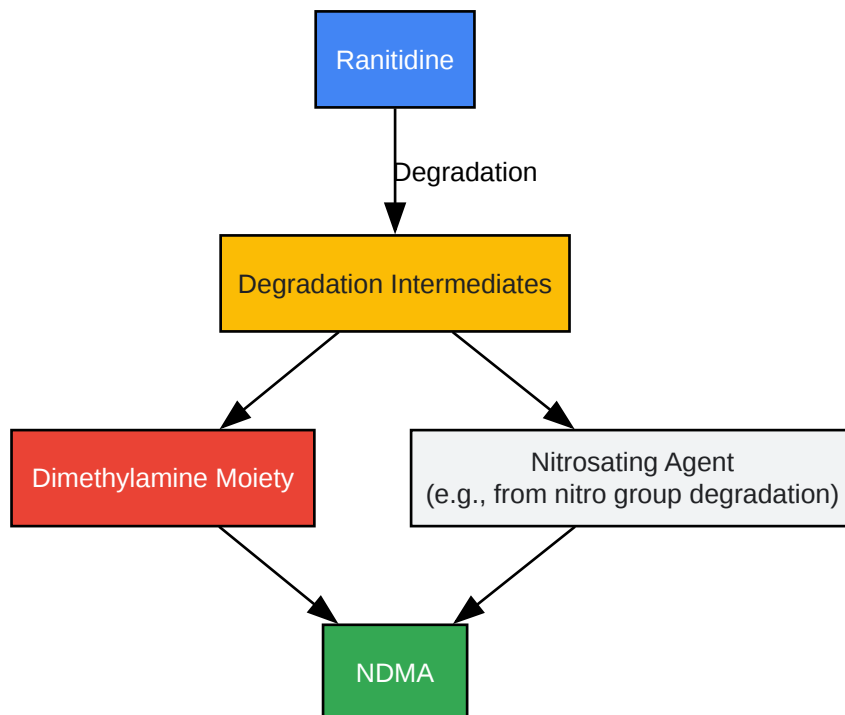 Ranitidine
Degradation
Degradation Intermediates
Dimethylamine Moiety
Nitrosating Agent
(e.g., from nitro group degradation)
NDMA